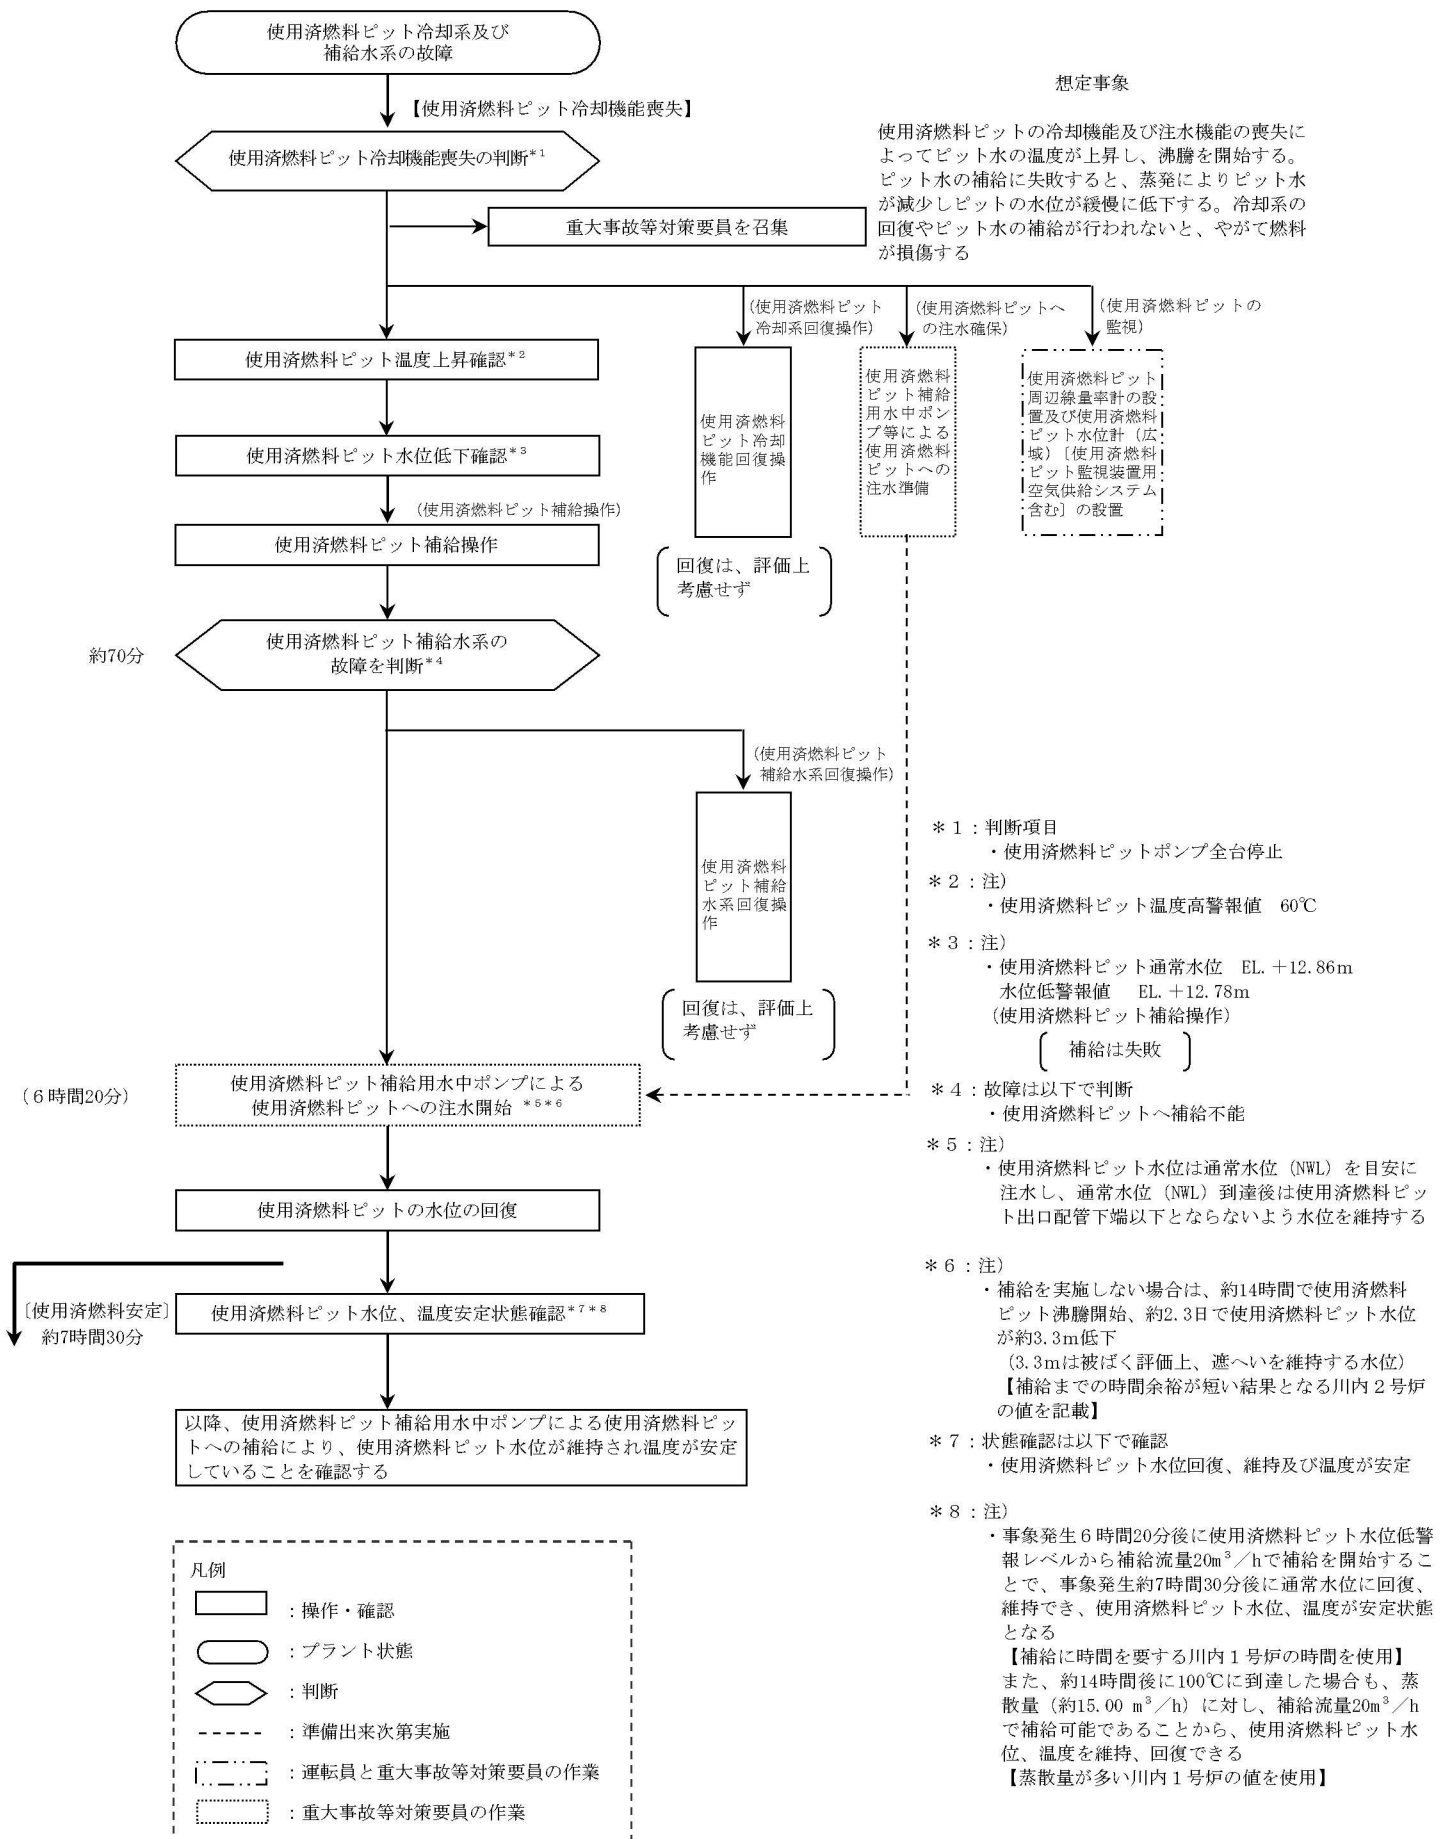 使用済燃料ピット冷却系及び
補給水系の故障
【使用済燃料ピット冷却機能喪失】
使用済燃料ピット冷却機能喪失の判断*1
重大事故等対策要員を召集
想定事象
使用済燃料ピットの冷却機能及び注水機能の喪失に
よってピット水の温度が上昇し、沸騰を開始する。
ピット水の補給に失敗すると、蒸発によりピット水
が減少しピットの水位が緩慢に低下する。冷却系の
回復やピット水の補給が行われないと、やがて燃料
が損傷する
(使用済燃料ピット
冷却系回復操作)
(使用済燃料ピットへ
の注水確保)
(使用済燃料ピットの
監視)
使用済燃料ピット温度上昇確認*2
使用済燃料ピット水位低下確認*3
(使用済燃料ピット補給操作)
使用済燃料ピット補給操作
使用済燃料
ピット冷却
機能回復操
作
回復は、評価上
考慮せず
使用済燃料
ピット補給
用水中ポン
プ等による
使用済燃料
ピットへの
注水準備
使用済燃料ピット
周辺線量率計の設
置及び使用済燃料
ピット水位計（広
域）〔使用済燃料
ピット監視装置用
空気供給システム
含む〕の設置
約70分
使用済燃料ピット補給水系の
故障を判断*4
(使用済燃料ピット
補給水系回復操作)
使用済燃料
ピット補給
水系回復操
作
回復は、評価上
考慮せず
（6時間20分）
使用済燃料ピット補給用水中ポンプによる
使用済燃料ピットへの注水開始 *5*6
使用済燃料ピットの水位の回復
〔使用済燃料安定〕
約7時間30分
使用済燃料ピット水位、温度安定状態確認*7*8
以降、使用済燃料ピット補給用水中ポンプによる使用済燃料ピッ
トへの補給により、使用済燃料ピット水位が維持され温度が安定
していることを確認する
＊１：判断項目
・使用済燃料ピットポンプ全台停止
＊２：注）
・使用済燃料ピット温度高警報値　60℃
＊３：注）
・使用済燃料ピット通常水位　EL.＋12.86m
水位低警報値　EL.＋12.78m
（使用済燃料ピット補給操作）
補給は失敗
＊４：故障は以下で判断
・使用済燃料ピットへ補給不能
＊５：注）
・使用済燃料ピット水位は通常水位（NWL）を目安に
注水し、通常水位（NWL）到達後は使用済燃料ピッ
ト出口配管下端以下とならないよう水位を維持する
＊６：注）
・補給を実施しない場合は、約14時間で使用済燃料
ピット沸騰開始、約2.3日で使用済燃料ピット水位
が約3.3m低下
（3.3mは被ばく評価上、遮へいを維持する水位）
【補給までの時間余裕が短い結果となる川内２号炉
の値を記載】
＊７：状態確認は以下で確認
・使用済燃料ピット水位回復、維持及び温度が安定
＊８：注）
・事象発生６時間20分後に使用済燃料ピット水位低警
報レベルから補給流量20m³／hで補給を開始するこ
とで、事象発生約7時間30分後に通常水位に回復、
維持でき、使用済燃料ピット水位、温度が安定状態
となる
【補給に時間を要する川内１号炉の時間を使用】
また、約14時間後に100℃に到達した場合も、蒸
散量（約15.00 m³／h）に対し、補給流量20m³／h
で補給可能であることから、使用済燃料ピット水
位、温度を維持、回復できる
【蒸散量が多い川内１号炉の値を使用】
凡例
：操作・確認
：プラント状態
：判断
：準備出来次第実施
：運転員と重大事故等対策要員の作業
：重大事故等対策要員の作業